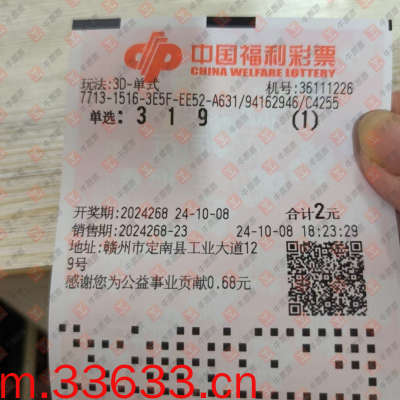 中国福利彩票
CHINA WELFARE LOTTERY
玩法:3D-单式 机号:36111226
7713-1516-3E5F-EE52-A631/94162946/C4255
单选:3 1 9 (1)
开奖期:2024268 24-10-08 合计2元
销售期:2024268-23 24-10-08 18:23:29
地址:赣州市定南县工业大道12
9号
感谢您为公益事业贡献0.68元
m.33633.cn